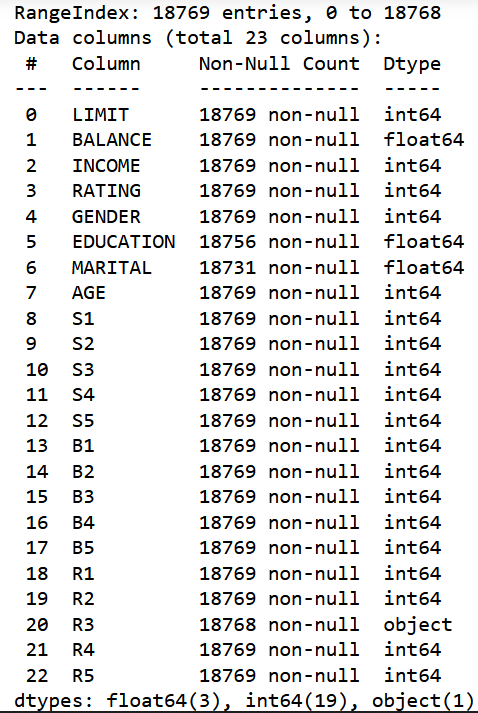 RangeIndex: 18769 entries, 0 to 18768
Data columns (total 23 columns):
 #   Column     Non-Null Count  Dtype
---  ------     --------------  -----
 0   LIMIT      18769 non-null  int64
 1   BALANCE    18769 non-null  float64
 2   INCOME     18769 non-null  int64
 3   RATING     18769 non-null  int64
 4   GENDER     18769 non-null  int64
 5   EDUCATION  18756 non-null  float64
 6   MARITAL    18731 non-null  float64
 7   AGE        18769 non-null  int64
 8   S1         18769 non-null  int64
 9   S2         18769 non-null  int64
 10  S3         18769 non-null  int64
 11  S4         18769 non-null  int64
 12  S5         18769 non-null  int64
 13  B1         18769 non-null  int64
 14  B2         18769 non-null  int64
 15  B3         18769 non-null  int64
 16  B4         18769 non-null  int64
 17  B5         18769 non-null  int64
 18  R1         18769 non-null  int64
 19  R2         18769 non-null  int64
 20  R3         18768 non-null  object
 21  R4         18769 non-null  int64
 22  R5         18769 non-null  int64
dtypes: float64(3), int64(19), object(1)